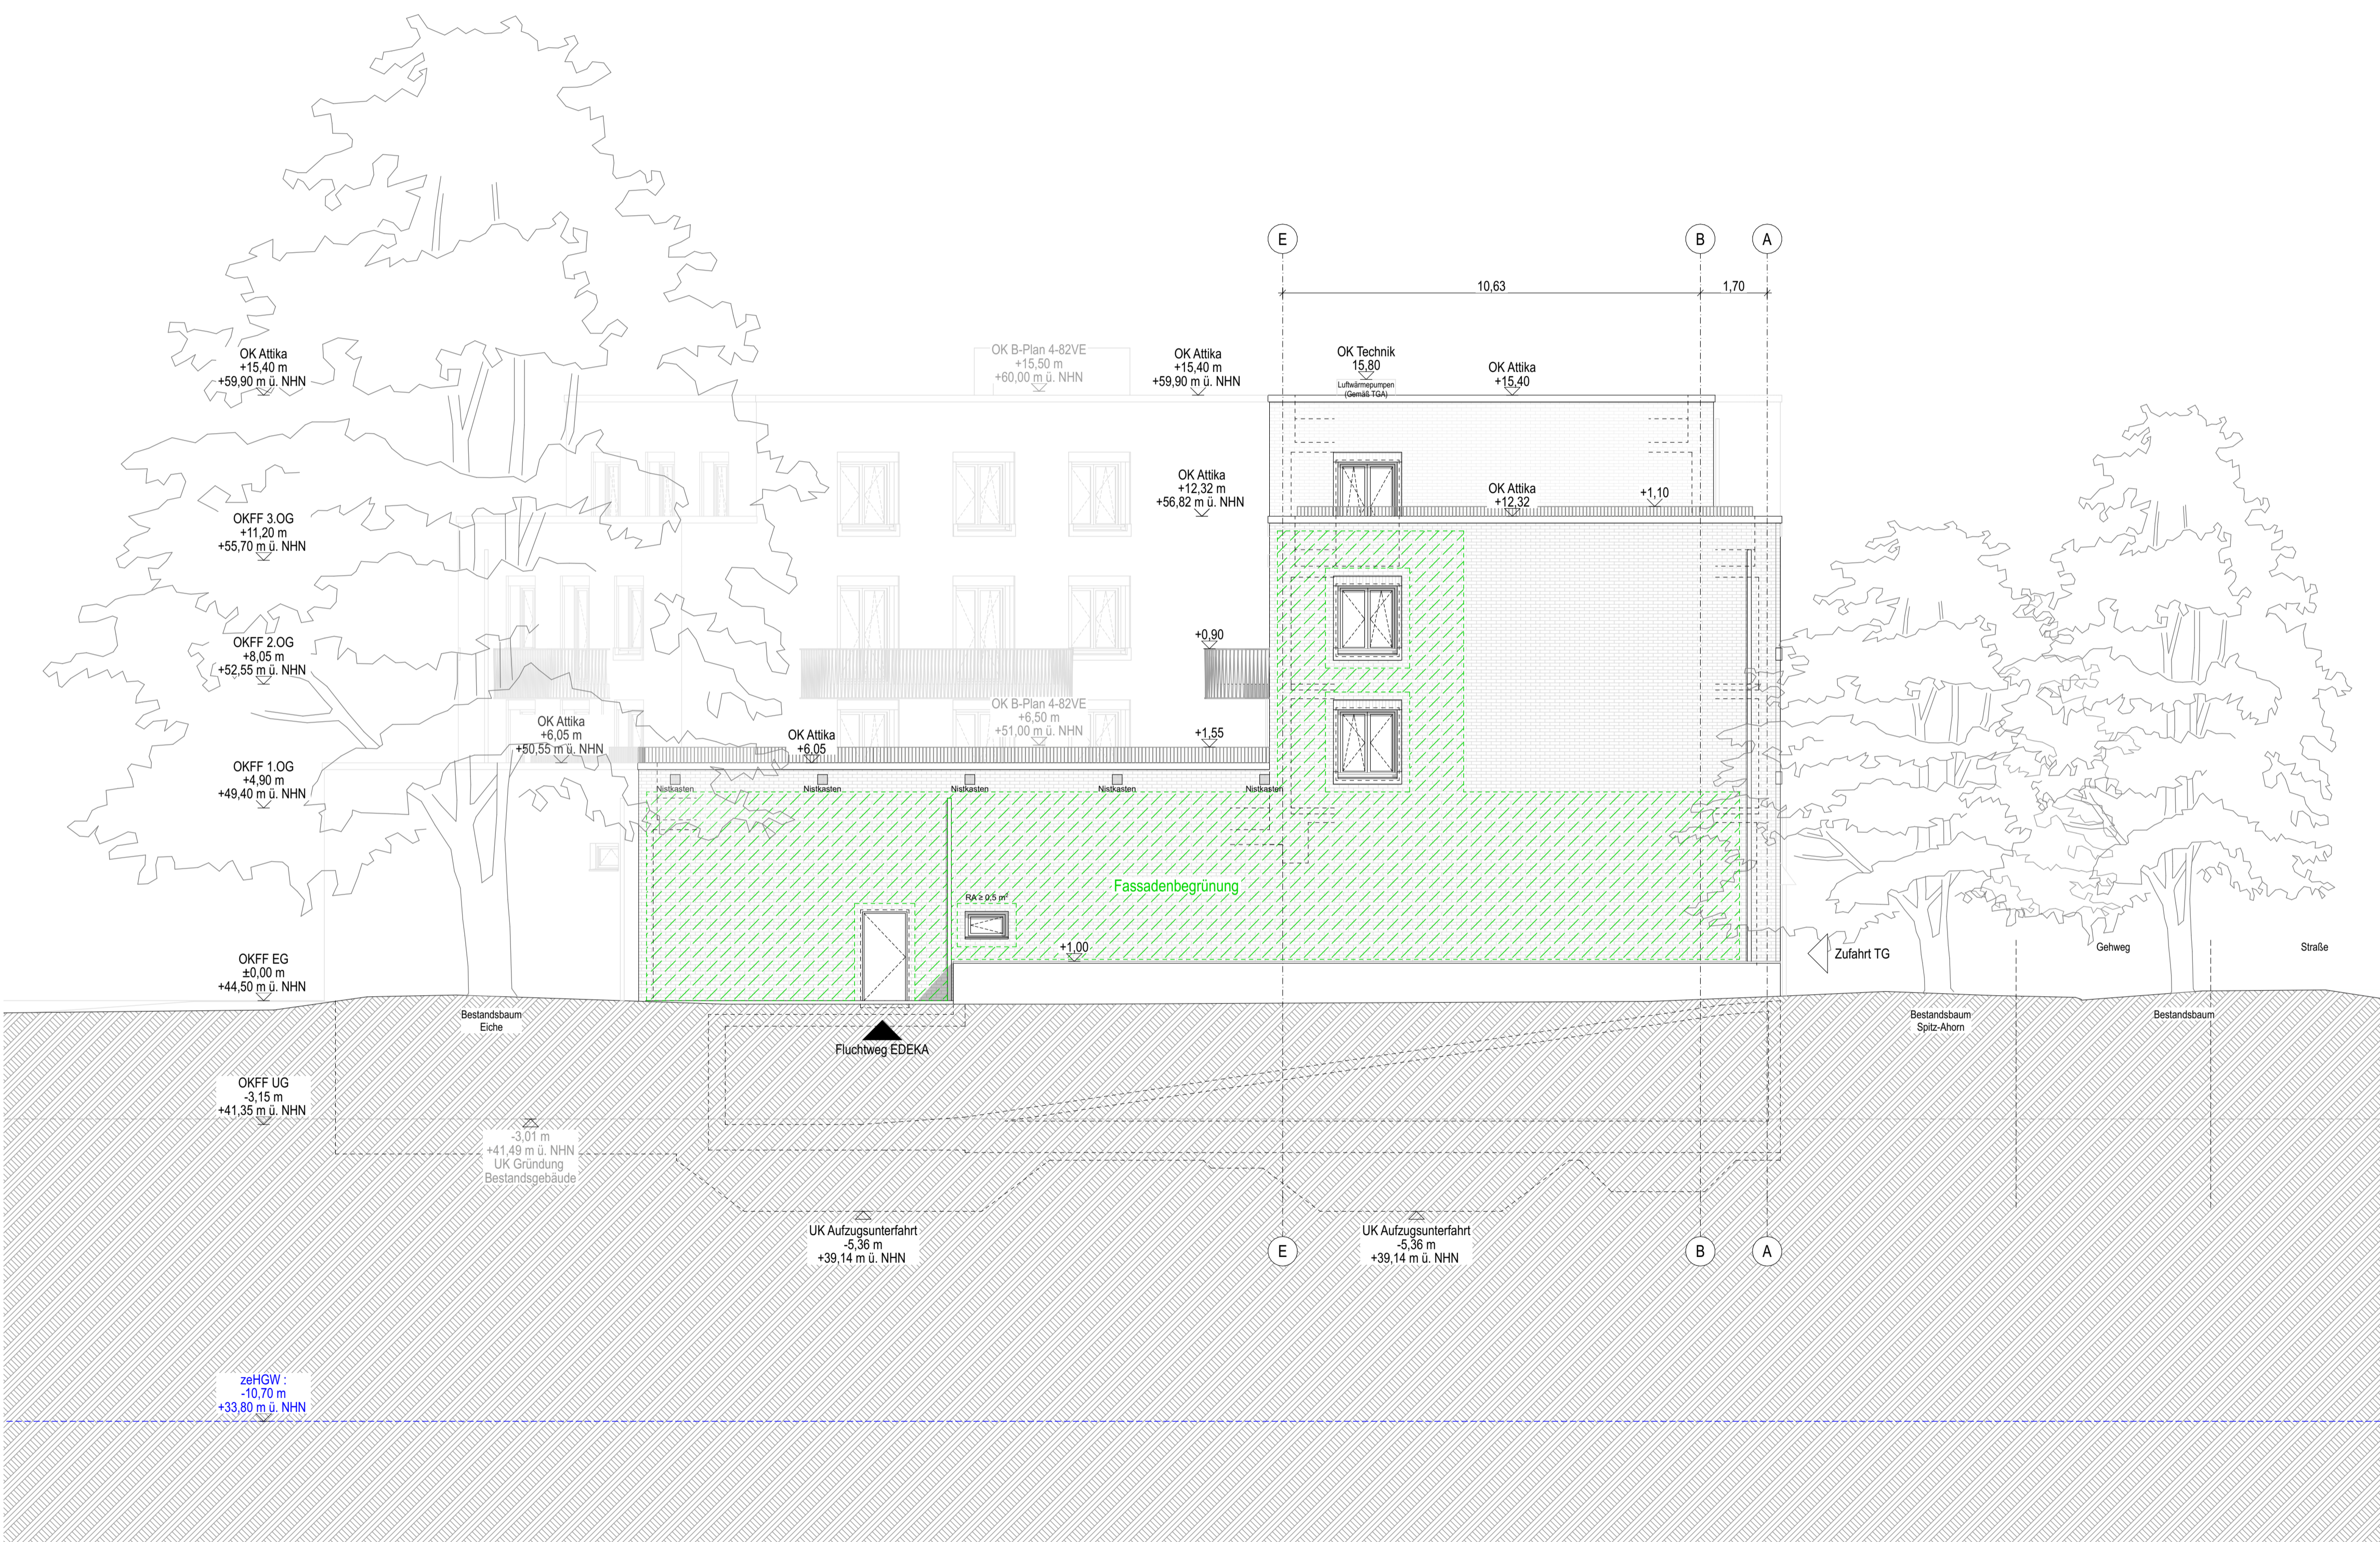 E
B
A
10,63
1,70
OK Attika
+15,40 m
+59,90 m ü. NHN
OK B-Plan 4-82VE
+15,50 m
+60,00 m ü. NHN
OK Attika
+15,40 m
+59,90 m ü. NHN
OK Technik
15,80
Luftwärmepumpen
(Gemäß TGA)
OK Attika
+15,40
OK Attika
+12,32 m
+56,82 m ü. NHN
OK Attika
+12,32
+1,10
OKFF 3.OG
+11,20 m
+55,70 m ü. NHN
OKFF 2.OG
+8,05 m
+52,55 m ü. NHN
+0,90
OK B-Plan 4-82VE
+6,50 m
+51,00 m ü. NHN
OK Attika
+6,05 m
+50,55 m ü. NHN
OK Attika
+6,05
+1,55
OKFF 1.OG
+4,90 m
+49,40 m ü. NHN
Nistkasten
Nistkasten
Nistkasten
Nistkasten
Nistkasten
Fassadenbegrünung
RA ≥ 0,5 m²
+1,00
Zufahrt TG
Gehweg
Straße
OKFF EG
±0,00 m
+44,50 m ü. NHN
Bestandsbaum
Eiche
Fluchtweg EDEKA
Bestandsbaum
Spitz-Ahorn
Bestandsbaum
OKFF UG
-3,15 m
+41,35 m ü. NHN
-3,01 m
+41,49 m ü. NHN
UK Gründung
Bestandsgebäude
UK Aufzugsunterfahrt
-5,36 m
+39,14 m ü. NHN
UK Aufzugsunterfahrt
-5,36 m
+39,14 m ü. NHN
E
B
A
zeHGW :
-10,70 m
+33,80 m ü. NHN